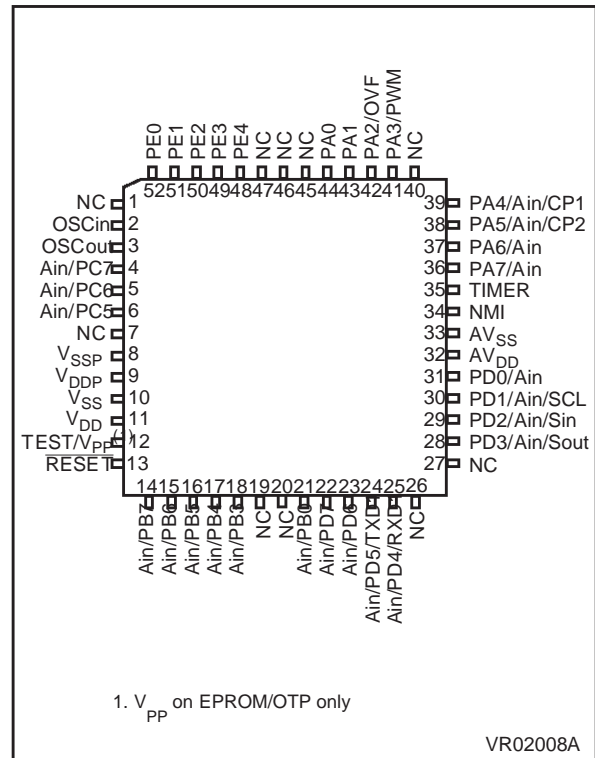 PE0
PE1
PE2
PE3
PE4
NC
NC
NC
PA0
PA1
PA2/OVF
PA3/PWM
NC
52 51 50 49 48 47 46 45 44 43 42 41 40
NC 1
OSCin 2
OSCout 3
Ain/PC7 4
Ain/PC6 5
Ain/PC5 6
NC 7
VSSP 8
VDDP 9
VSS 10
VDD 11
TEST/VPP(1) 12
RESET 13
39 PA4/Ain/CP1
38 PA5/Ain/CP2
37 PA6/Ain
36 PA7/Ain
35 TIMER
34 NMI
33 AVSS
32 AVDD
31 PD0/Ain
30 PD1/Ain/SCL
29 PD2/Ain/Sin
28 PD3/Ain/Sout
27 NC
14 15 16 17 18 19 20 21 22 23 24 25 26
Ain/PB7
Ain/PB6
Ain/PB5
Ain/PB4
Ain/PB3
NC
NC
Ain/PB0
Ain/PD7
Ain/PD6
Ain/PD5/TXD1
Ain/PD4/RXD1
NC
1. VPP on EPROM/OTP only
VR02008A